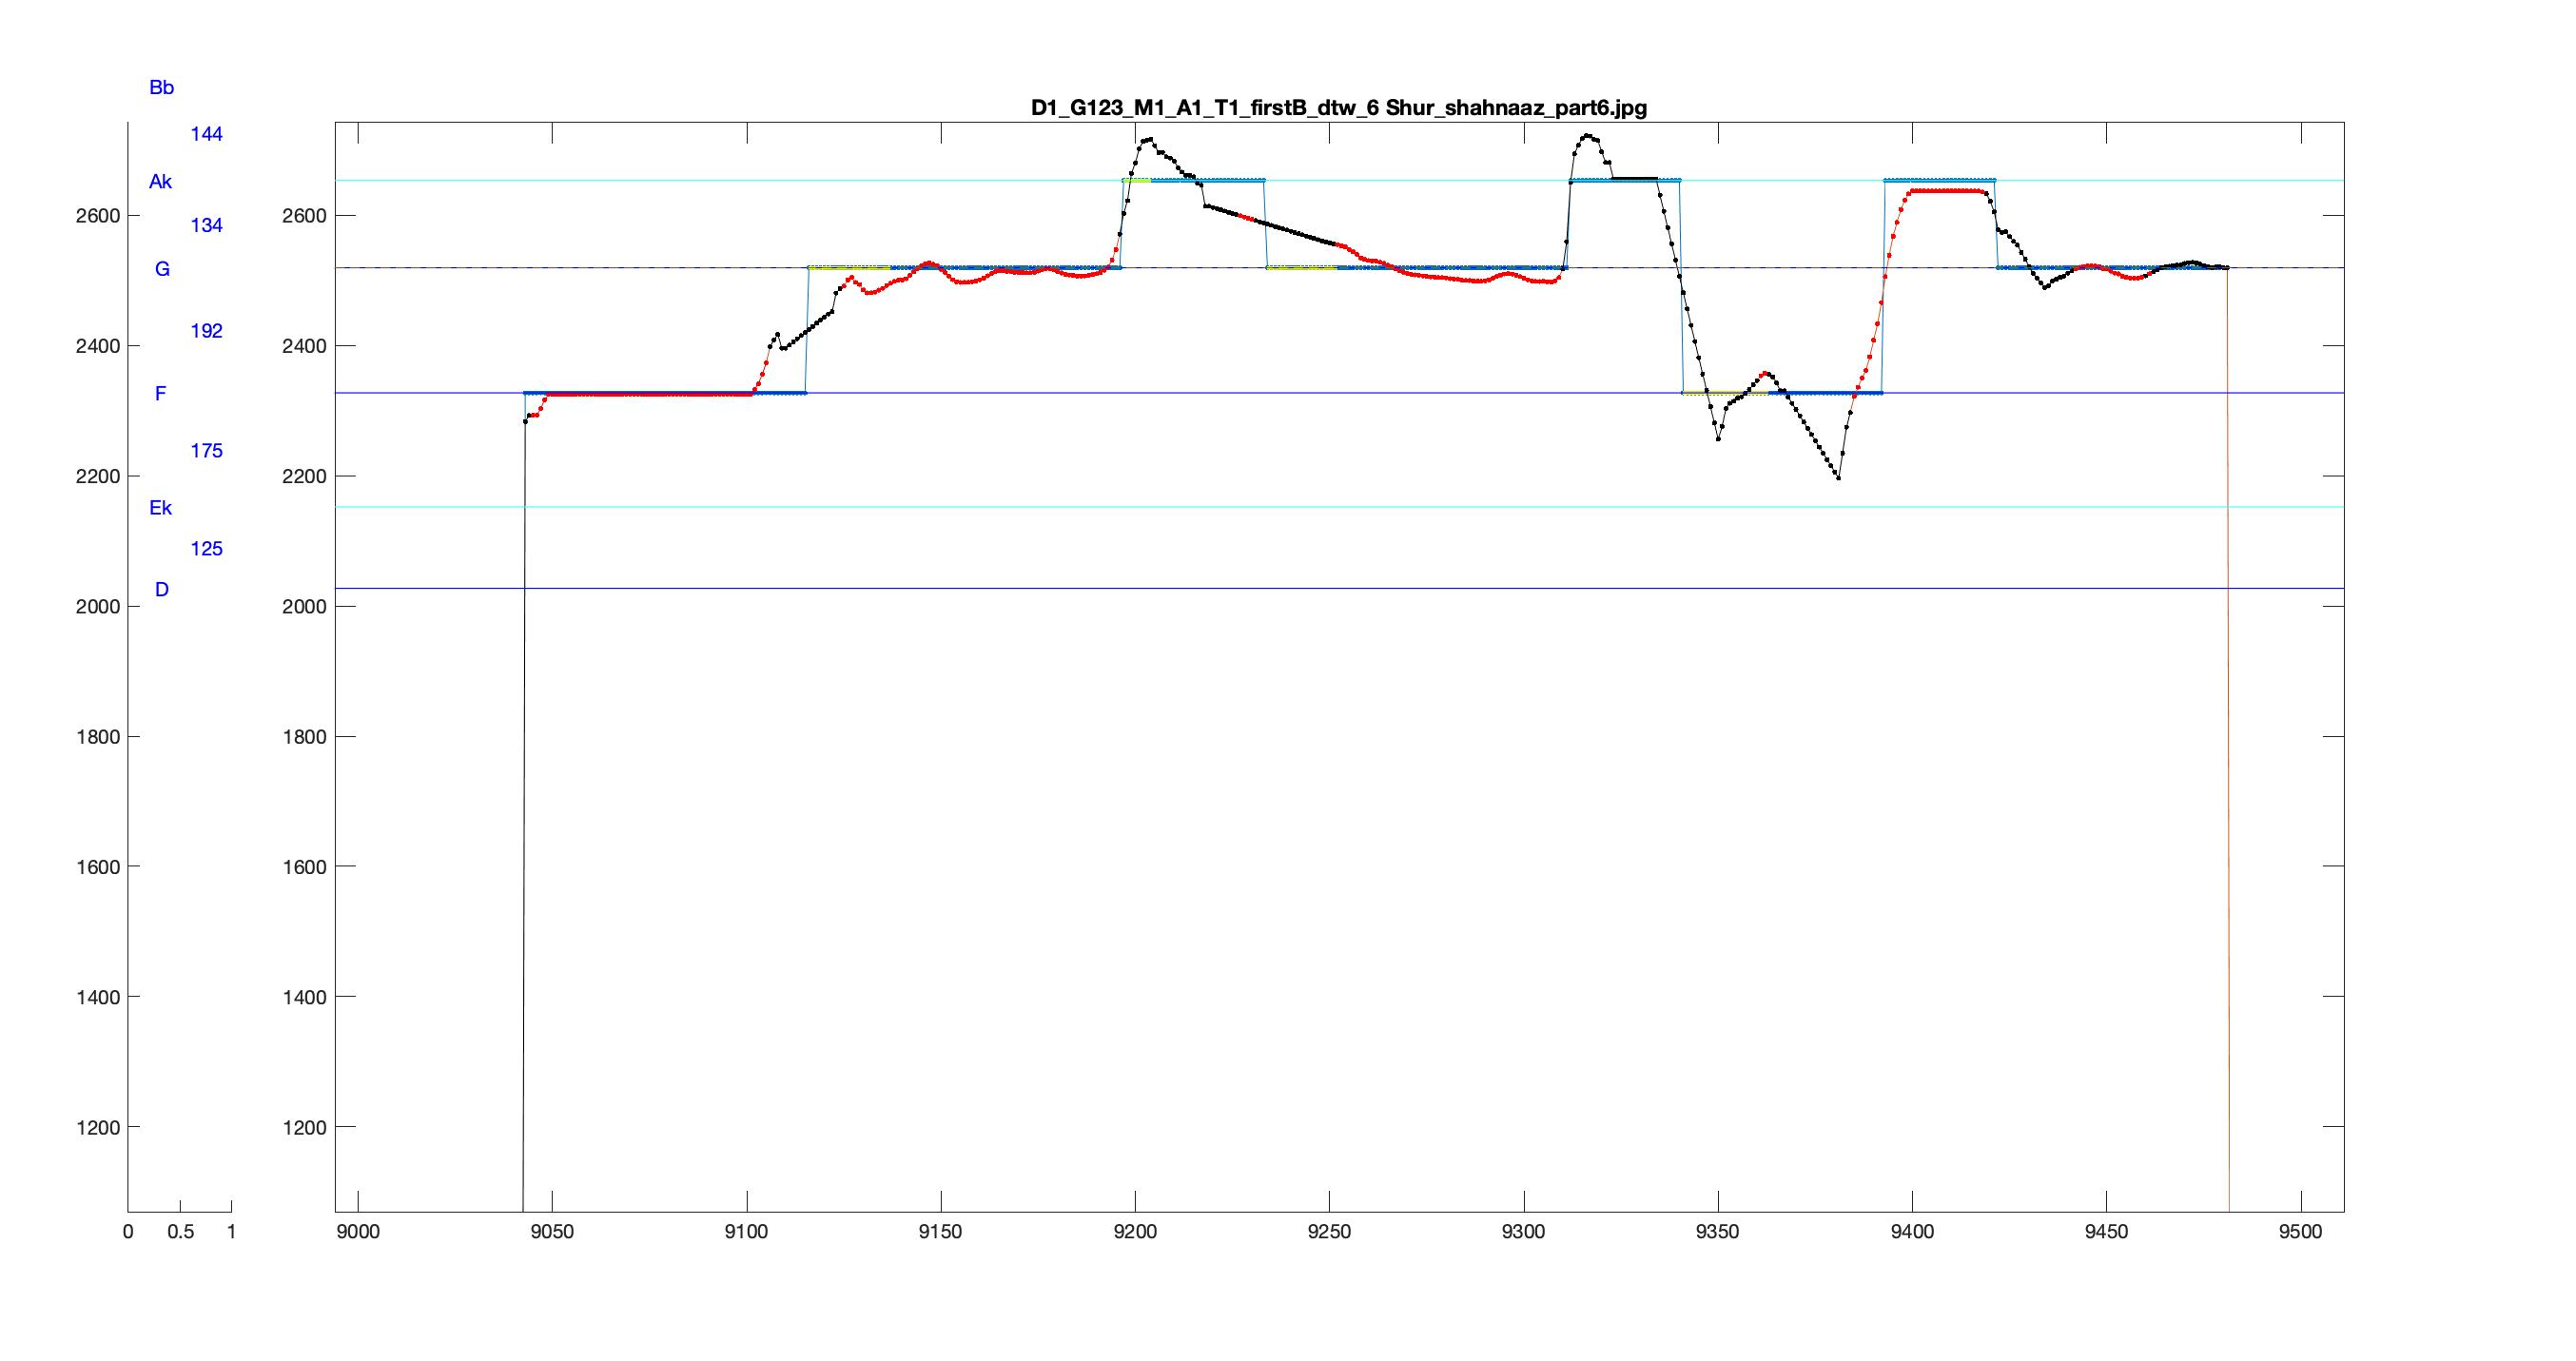 Bb
D1_G123_M1_A1_T1_firstB_dtw_6 Shur_shahnaaz_part6.jpg
144
Ak
2600 134 2600
G
192
2400 2400
F
175
2200 2200
Ek
125
D
2000 2000
1800 1800
1600 1600
1400 1400
1200 1200
0 0.5 1 9000 9050 9100 9150 9200 9250 9300 9350 9400 9450 9500